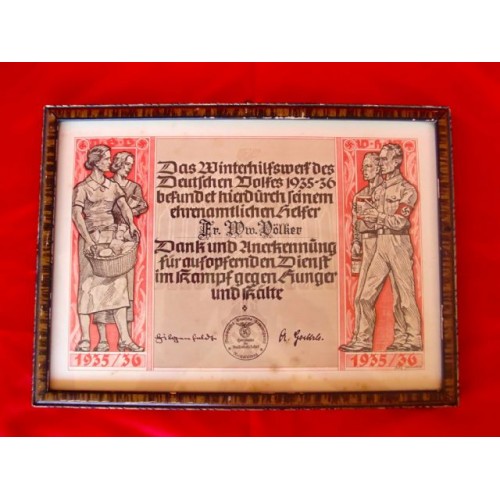 W.H.
Das Winterhilfswerk des
Deutschen Volkes 1935-36
bekundet hierdurch seinem
ehrenamtlichen Helfer
Fr. Ww. Völker
Dank und Anerkennung
für aufopfernden Dienst
im Kampf gegen Hunger
und Kälte
1935/36
1935/36